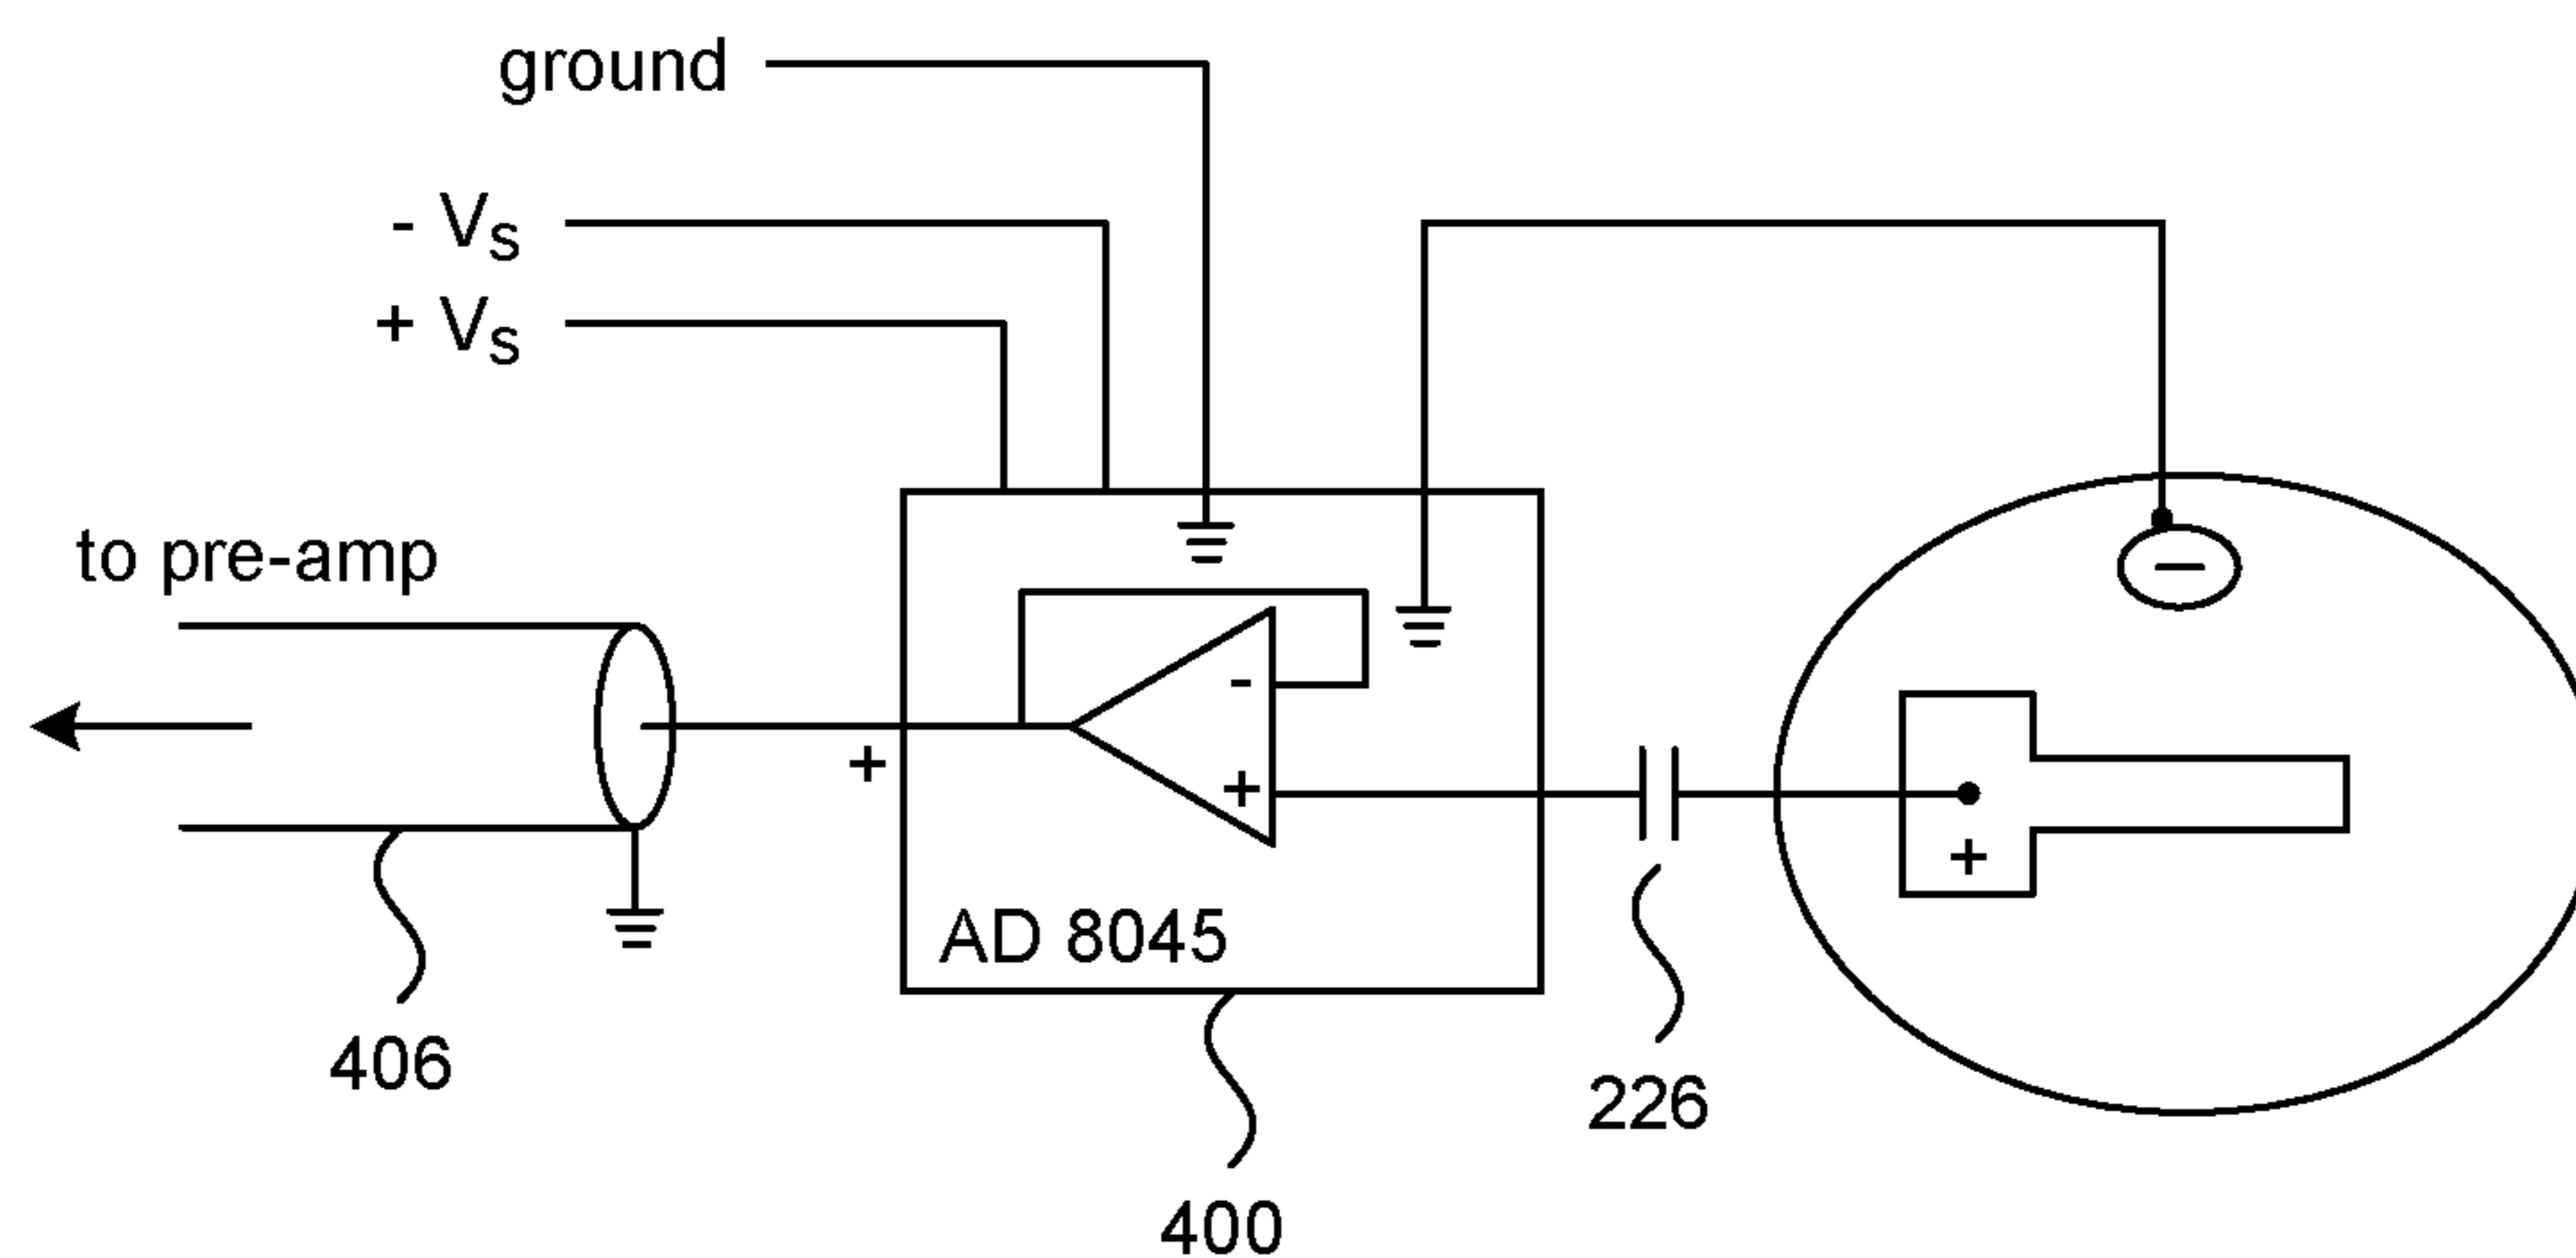 ground
- VS
+ VS
to pre-amp
-
-
+
+
+
AD 8045
406
226
400